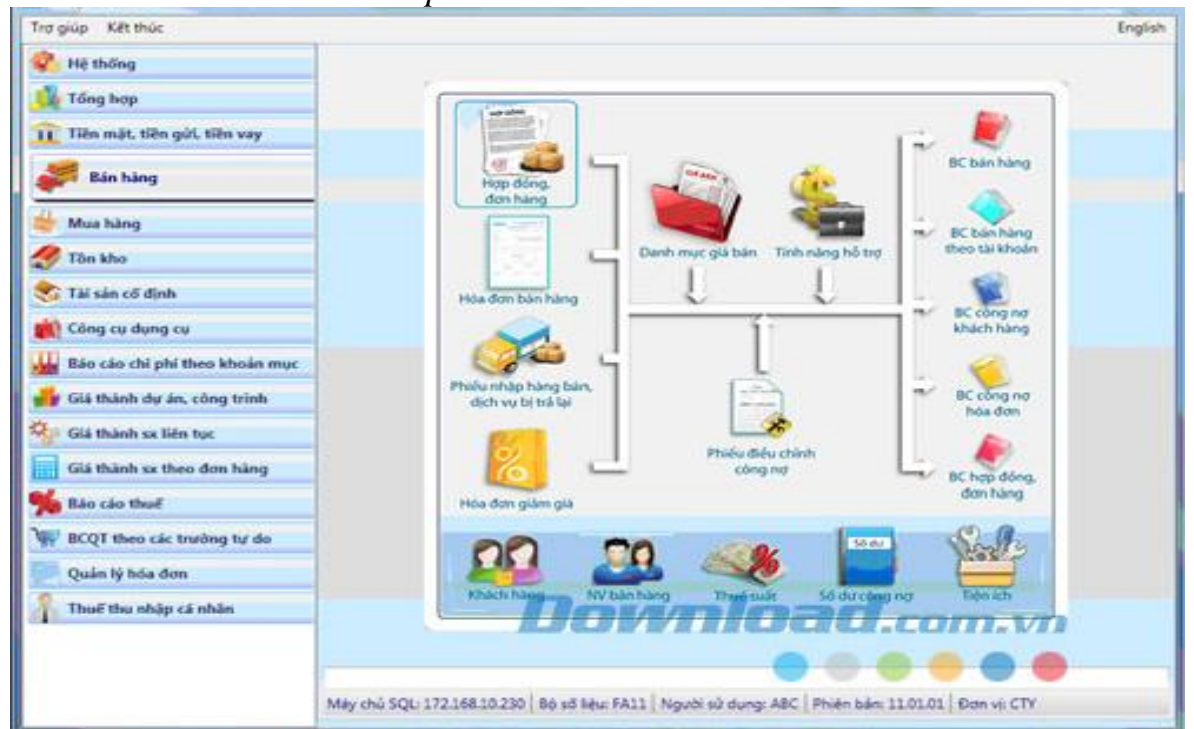 Trợ giúp Kết thúc English
Hệ thống
Tổng hợp
Tiền mặt, tiền gửi, tiền vay
Bán hàng
Mua hàng
Tồn kho
Tài sản cố định
Công cụ dụng cụ
Báo cáo chi phí theo khoản mục
Giá thành dự án, công trình
Giá thành sx liên tục
Giá thành sx theo đơn hàng
Báo cáo thuế
BCQT theo các trường tự do
Quản lý hóa đơn
Thuế thu nhập cá nhân
HỢP ĐỒNG
Hợp đồng,
đơn hàng
Hóa đơn bán hàng
Phiếu nhập hàng bán,
dịch vụ bị trả lại
Hóa đơn giảm giá
GIÁ BÁN
Danh mục giá bán
Tính năng hỗ trợ
Phiếu điều chỉnh
công nợ
BC bán hàng
BC bán hàng
theo tài khoản
BC công nợ
khách hàng
BC công nợ
hóa đơn
BC hợp đồng,
đơn hàng
Số dư
Khách hàng NV bán hàng Thuế suất Số dư công nợ Tiện ích
Download.com.vn
Máy chủ SQL: 172.168.10.230 Bộ số liệu: FA11 Người sử dụng: ABC Phiên bản: 11.01.01 Đơn vị: CTY